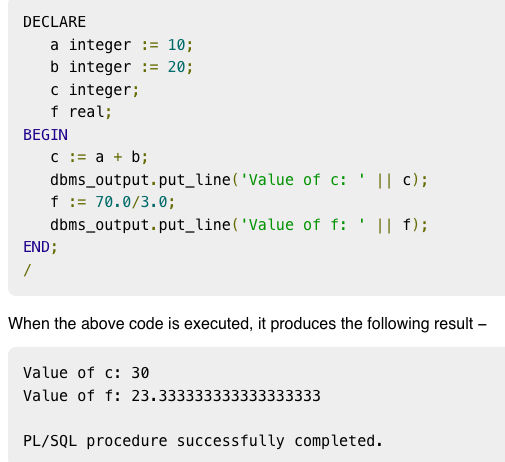 DECLARE
   a integer := 10;
   b integer := 20;
   c integer;
   f real;
BEGIN
   c := a + b;
   dbms_output.put_line('Value of c: ' || c);
   f := 70.0/3.0;
   dbms_output.put_line('Value of f: ' || f);
END;
/
When the above code is executed, it produces the following result −
Value of c: 30
Value of f: 23.333333333333333333
PL/SQL procedure successfully completed.